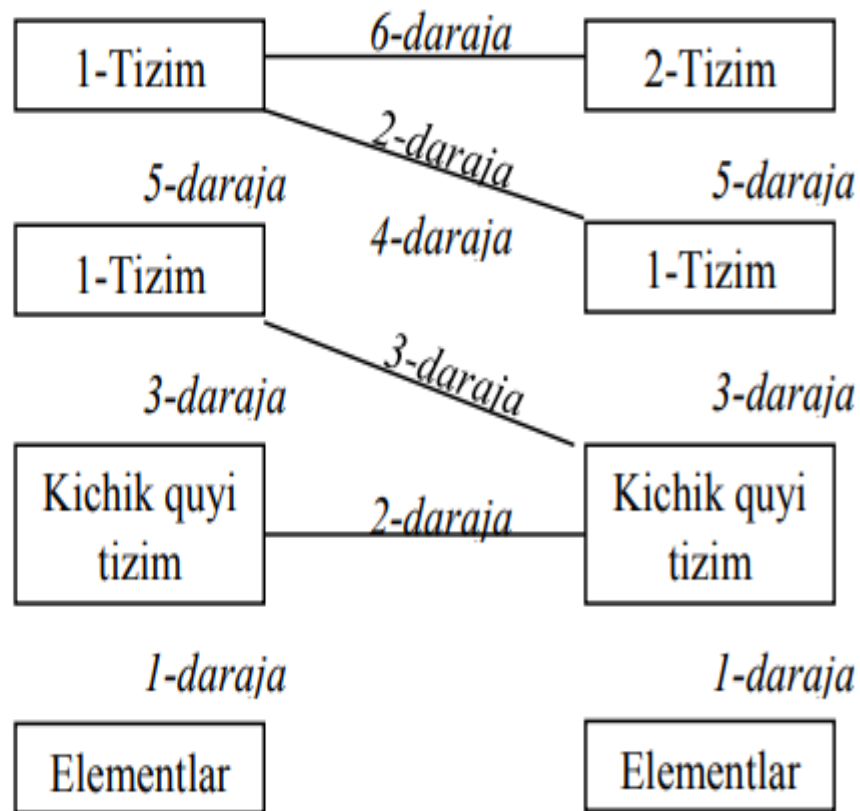 6-daraja
1-Tizim
2-Tizim
2-daraja
5-daraja
5-daraja
4-daraja
1-Tizim
1-Tizim
3-daraja
3-daraja
3-daraja
Kichik quyi
tizim
2-daraja
Kichik quyi
tizim
1-daraja
1-daraja
Elementlar
Elementlar